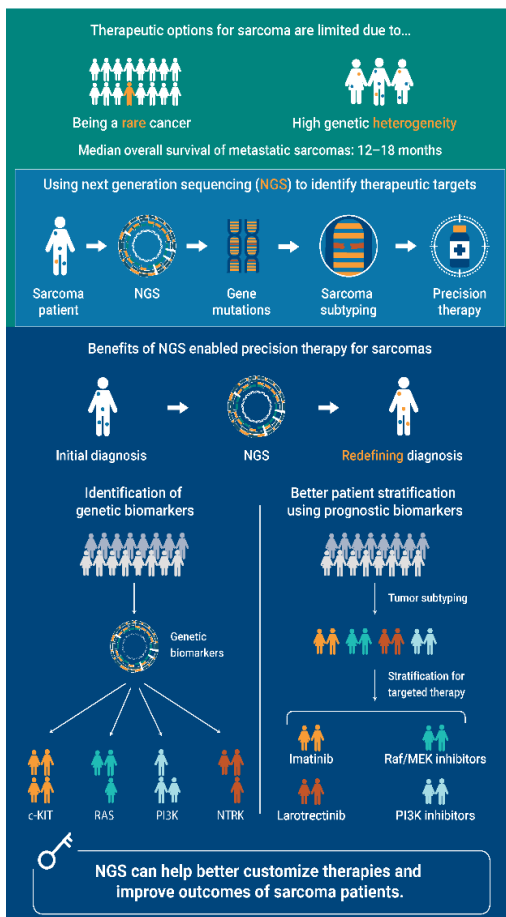 Therapeutic options for sarcoma are limited due to...
Being a rare cancer
High genetic heterogeneity
Median overall survival of metastatic sarcomas: 12–18 months
Using next generation sequencing (NGS) to identify therapeutic targets
Sarcoma
patient
NGS
Gene
mutations
Sarcoma
subtyping
Precision
therapy
Benefits of NGS enabled precision therapy for sarcomas
Initial diagnosis
NGS
Redefining diagnosis
Identification of
genetic biomarkers
Genetic
biomarkers
c-KIT
RAS
PI3K
NTRK
Better patient stratification
using prognostic biomarkers
Tumor subtyping
Stratification for
targeted therapy
Imatinib
Raf/MEK inhibitors
Larotrectinib
PI3K inhibitors
NGS can help better customize therapies and
improve outcomes of sarcoma patients.